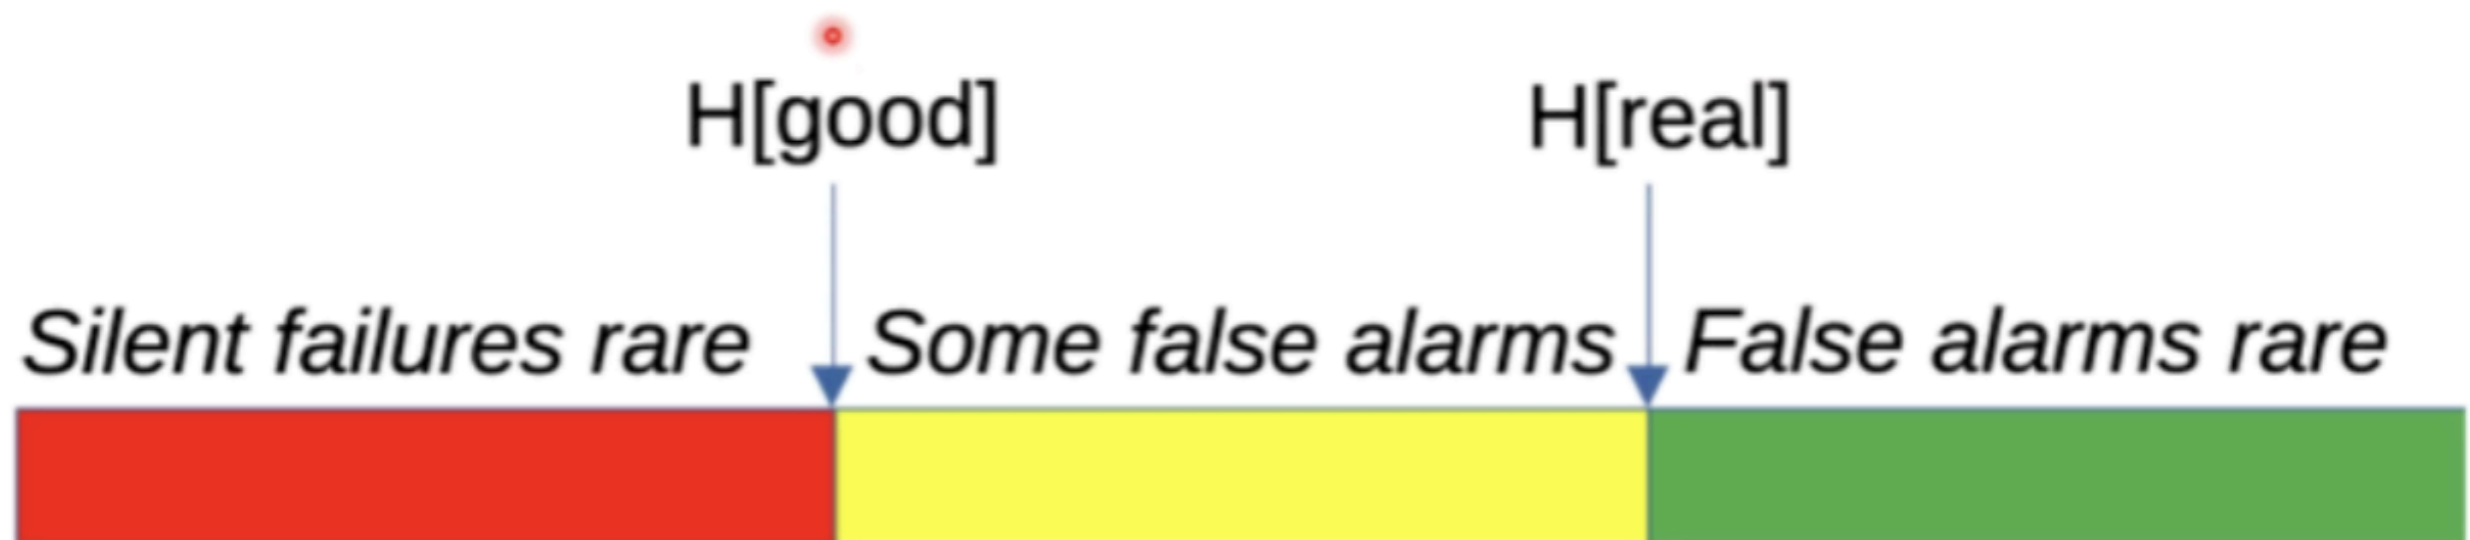 H[good] H[real]
Silent failures rare Some false alarms False alarms rare